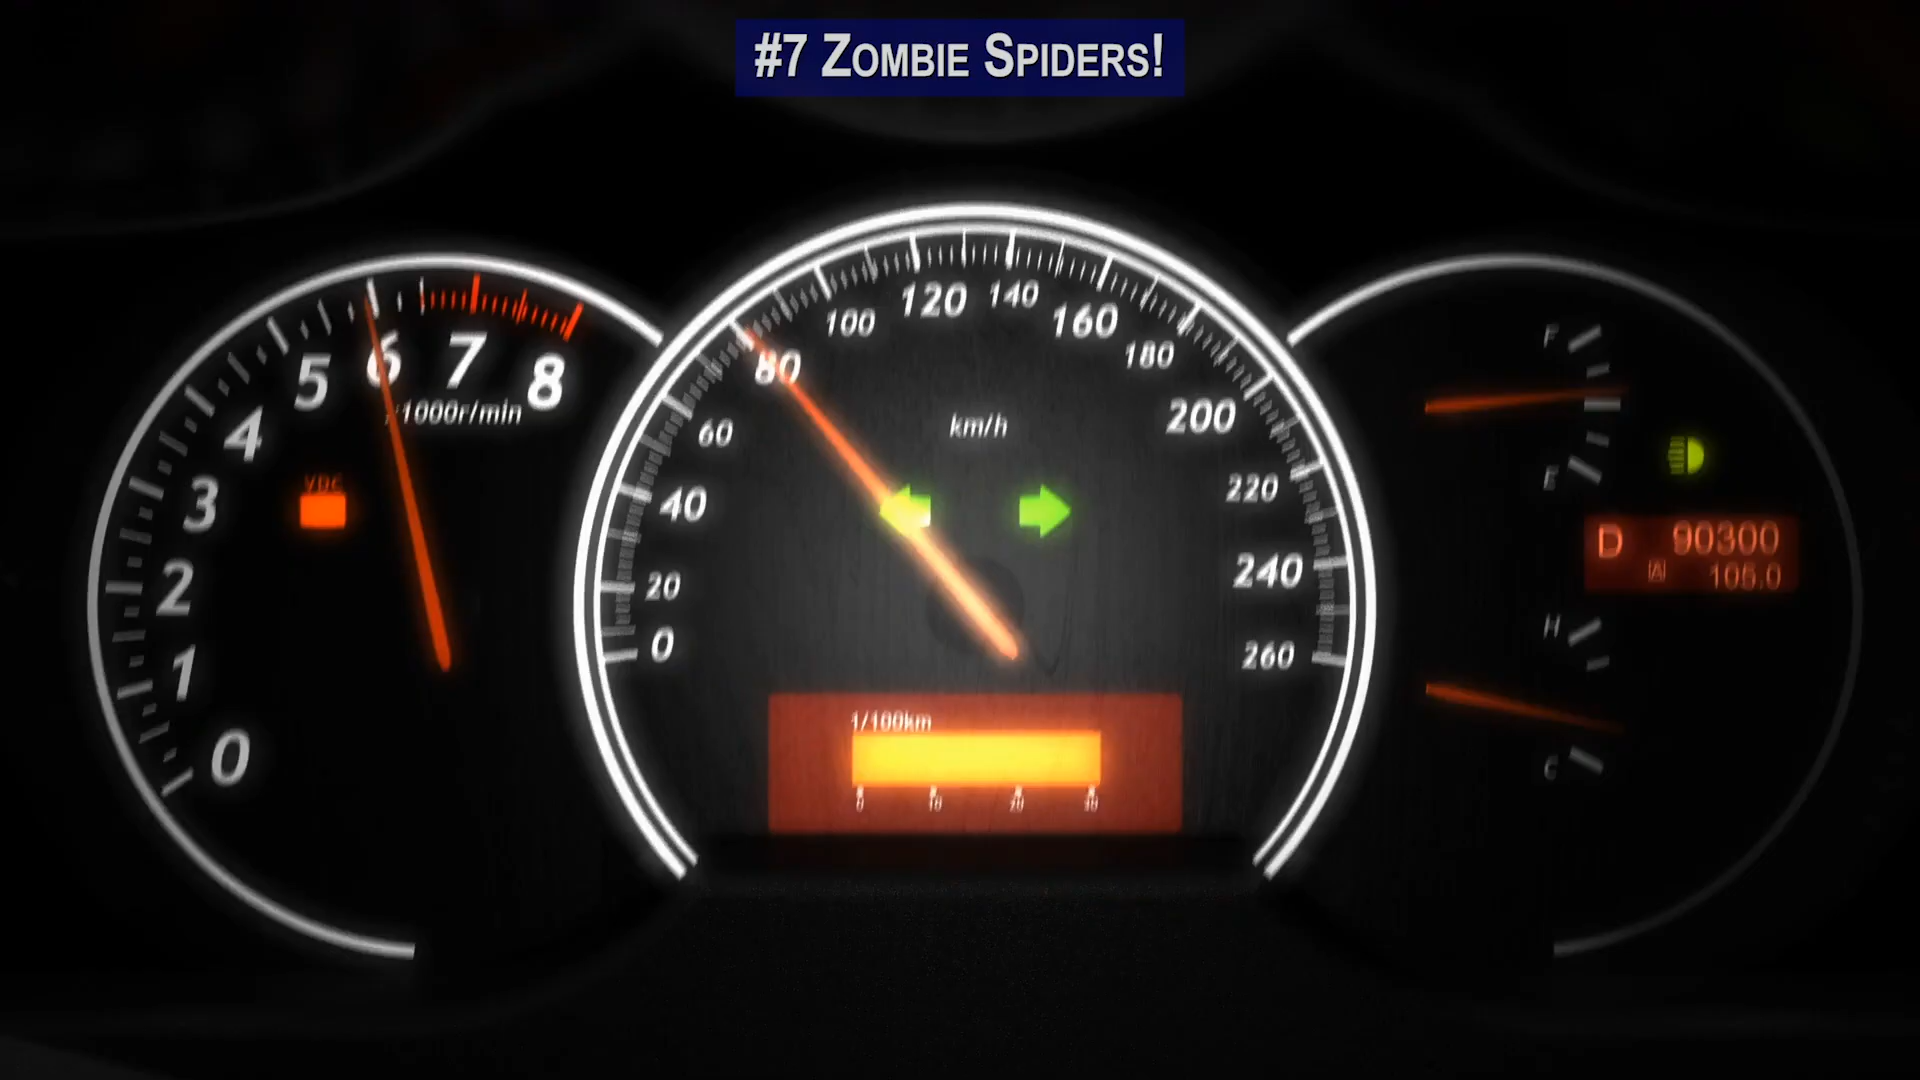 #7 ZOMBIE SPIDERS!
0 1 2 3 4 5 6 7 8
x1000r/min
VDC
0 20 40 60 80 100 120 140 160 180 200 220 240 260
km/h
1/100km
0 10 20 30
F
E
D 90300
A 105.0
H
C